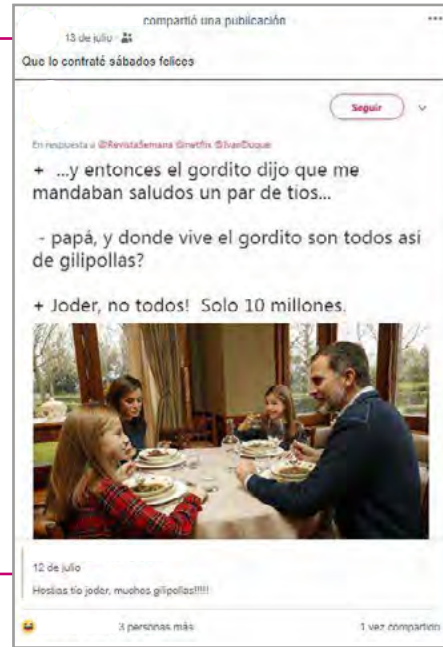 compartió una publicación
13 de julio
Que lo contraté sábados felices
Seguir
En respuesta a @RevistaSemana @netflix @IvanDuque
+ ...y entonces el gordito dijo que me
mandaban saludos un par de tios...
- papá, y donde vive el gordito son todos así
de gilipollas?
+ Joder, no todos! Solo 10 millones.
12 de julio
Hostias tío joder, muchos gilipollas!!!!!
3 personas más
1 vez compartido